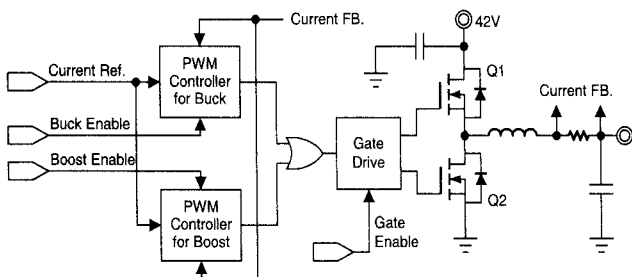 Current FB.
42V
PWM
Controller
for Buck
Q1
Current Ref.
Current FB.
Buck Enable
Gate
Drive
Boost Enable
Q2
PWM
Controller
for Boost
Gate
Enable